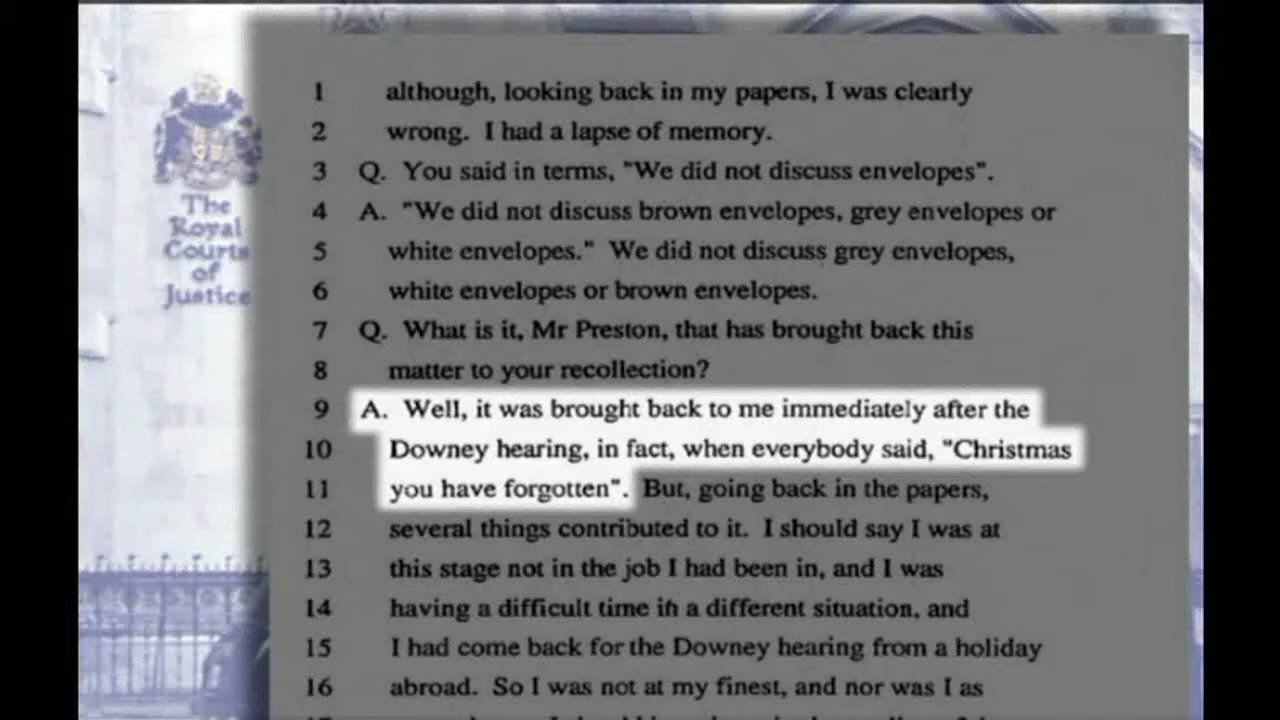 The
Royal
Courts
of
Justice
1 although, looking back in my papers, I was clearly
2 wrong. I had a lapse of memory.
3 Q. You said in terms, "We did not discuss envelopes".
4 A. "We did not discuss brown envelopes, grey envelopes or
5 white envelopes." We did not discuss grey envelopes,
6 white envelopes or brown envelopes.
7 Q. What is it, Mr Preston, that has brought back this
8 matter to your recollection?
9 A. Well, it was brought back to me immediately after the
10 Downey hearing, in fact, when everybody said, "Christmas
11 you have forgotten". But, going back in the papers,
12 several things contributed to it. I should say I was at
13 this stage not in the job I had been in, and I was
14 having a difficult time in a different situation, and
15 I had come back for the Downey hearing from a holiday
16 abroad. So I was not at my finest, and nor was I as